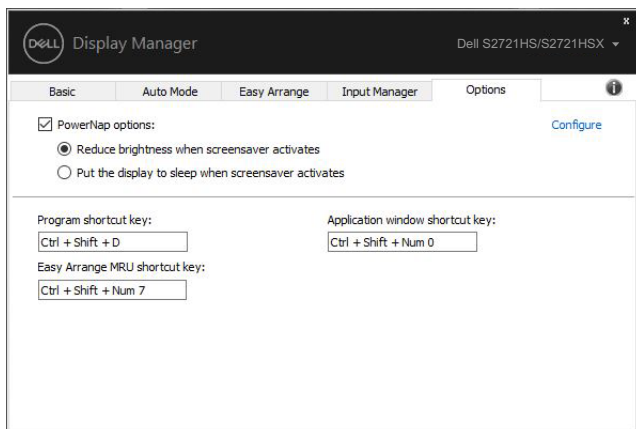 x
DELL Display Manager Dell S2721HS/S2721HSX
Basic Auto Mode Easy Arrange Input Manager Options i
PowerNap options: Configure
Reduce brightness when screensaver activates
Put the display to sleep when screensaver activates
Program shortcut key: Application window shortcut key:
Ctrl + Shift + D Ctrl + Shift + Num 0
Easy Arrange MRU shortcut key:
Ctrl + Shift + Num 7